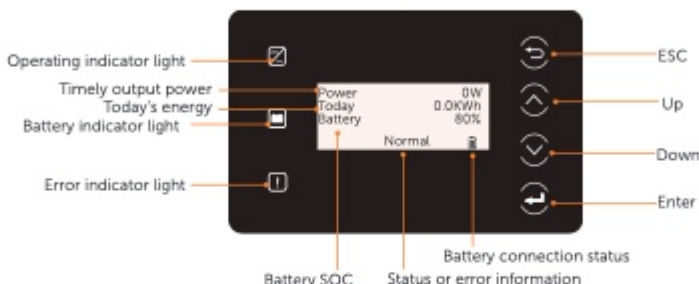 Operating indicator light
Timely output power
Today's energy
Battery indicator light
Error indicator light
Power 0W
Today 0.0KWh
Battery 80%
Normal
ESC
Up
Down
Enter
Battery connection status
Battery SOC
Status or error information